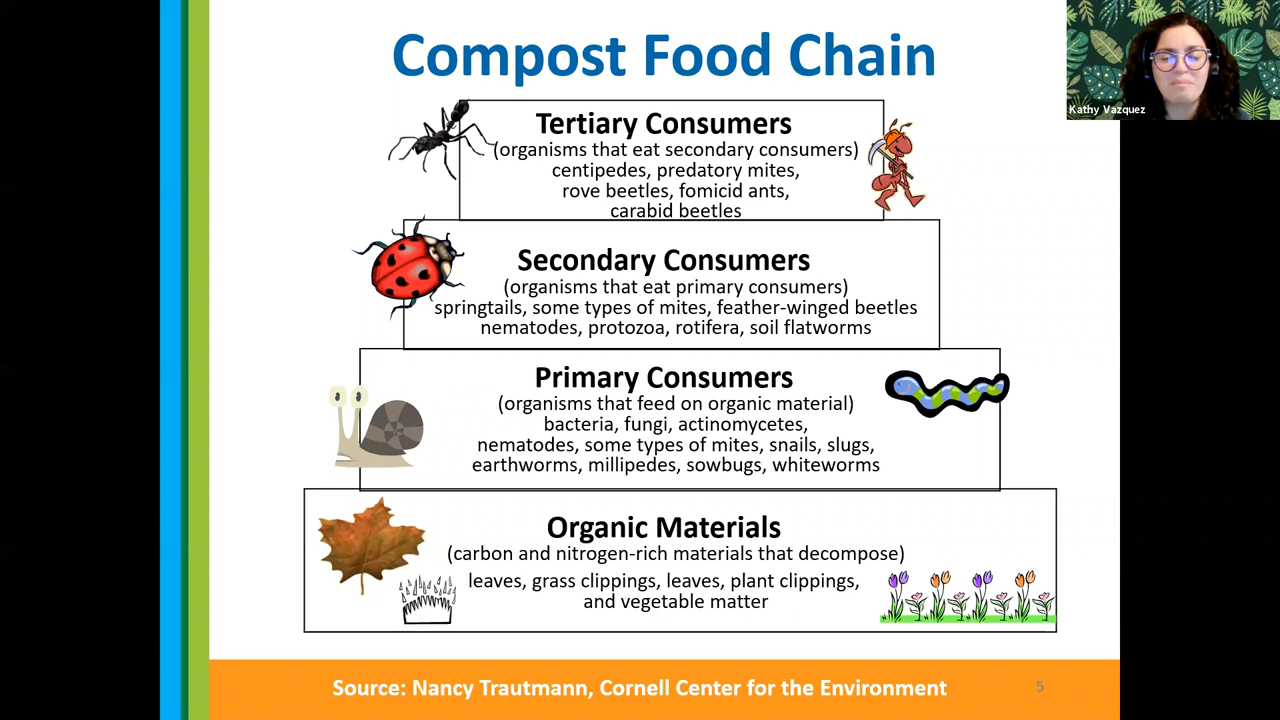 Compost Food Chain
Kathy Vazquez
Tertiary Consumers
(organisms that eat secondary consumers)
centipedes, predatory mites,
rove beetles, fomicid ants,
carabid beetles
Secondary Consumers
(organisms that eat primary consumers)
springtails, some types of mites, feather-winged beetles
nematodes, protozoa, rotifera, soil flatworms
Primary Consumers
(organisms that feed on organic material)
bacteria, fungi, actinomycetes,
nematodes, some types of mites, snails, slugs,
earthworms, millipedes, sowbugs, whiteworms
Organic Materials
(carbon and nitrogen-rich materials that decompose)
leaves, grass clippings, leaves, plant clippings,
and vegetable matter
Source: Nancy Trautmann, Cornell Center for the Environment
5